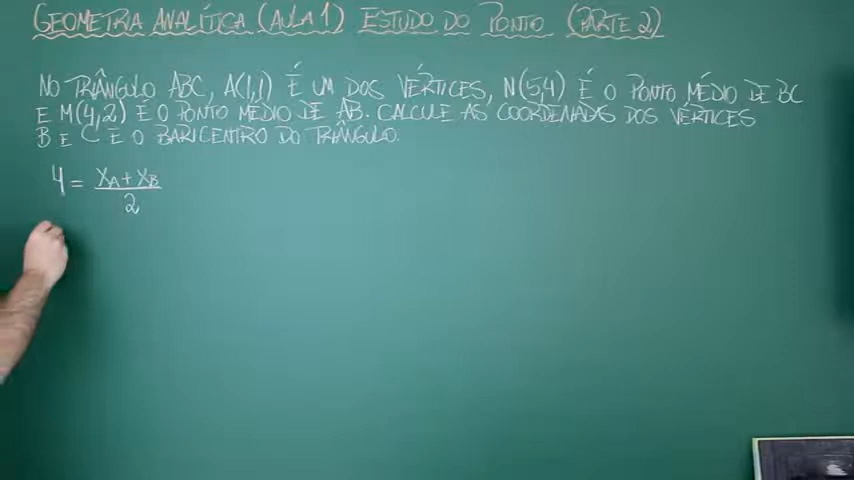 GEOMETRIA ANALÍTICA (AULA 1) ESTUDO DO PONTO (PARTE 2)
NO TRIÂNGULO ABC, A(1,1) É UM DOS VÉRTICES, N(5,4) É O PONTO MÉDIO DE BC
E M(4,2) É O PONTO MÉDIO DE AB. CALCULE AS COORDENADAS DOS VÉRTICES
B E C E O BARICENTRO DO TRIÂNGULO.
4 = XA + XB
2